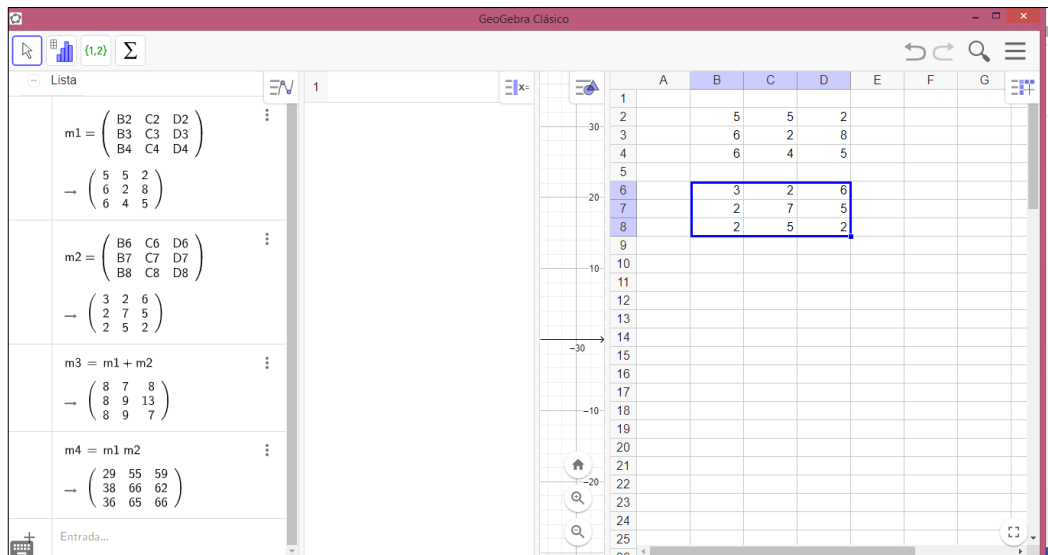 GeoGebra Clásico
{1,2} Σ
Lista
m1 = ( B2 C2 D2
B3 C3 D3
B4 C4 D4 )
→ ( 5 5 2
6 2 8
6 4 5 )
m2 = ( B6 C6 D6
B7 C7 D7
B8 C8 D8 )
→ ( 3 2 6
2 7 5
2 5 2 )
m3 = m1 + m2
→ ( 8 7 8
8 9 13
8 9 7 )
m4 = m1 m2
→ ( 29 55 59
38 66 62
36 65 66 )
Entrada...
1
x=
30
20
10
−30
−10
−20
A B C D E F G
1
2 5 5 2
3 6 2 8
4 6 4 5
5
6 3 2 6
7 2 7 5
8 2 5 2
9
10
11
12
13
14
15
16
17
18
19
20
21
22
23
24
25